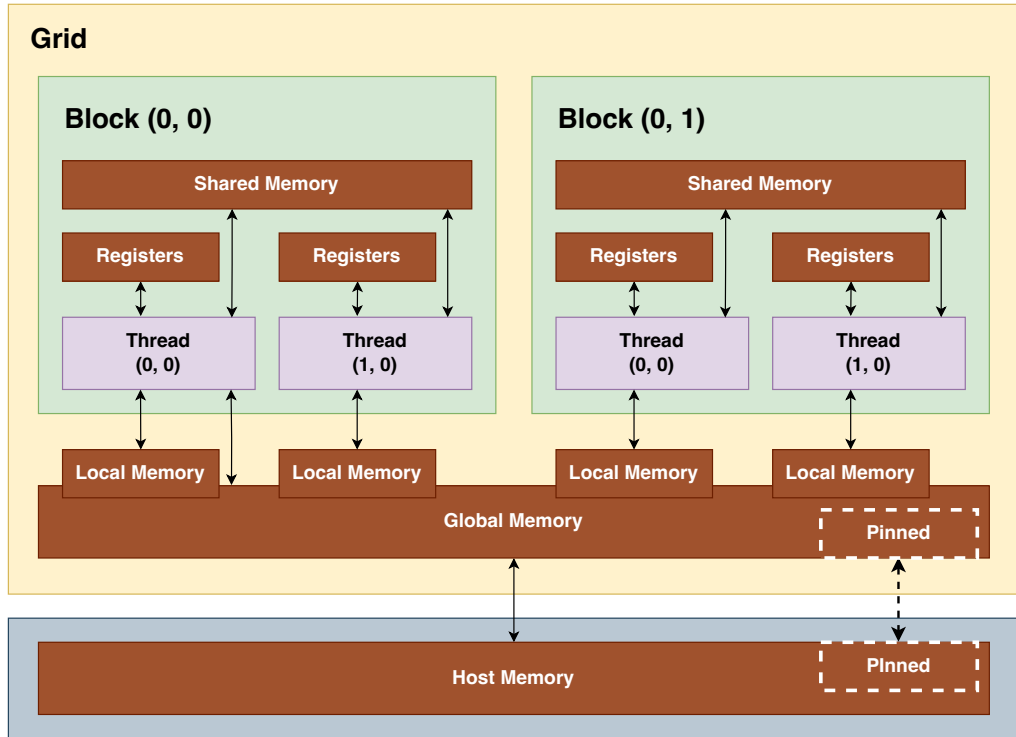 Grid
Block (0, 0)
Block (0, 1)
Shared Memory
Shared Memory
Registers
Registers
Registers
Registers
Thread
(0, 0)
Thread
(1, 0)
Thread
(0, 0)
Thread
(1, 0)
Local Memory
Local Memory
Local Memory
Local Memory
Global Memory
Pinned
Host Memory
PInned